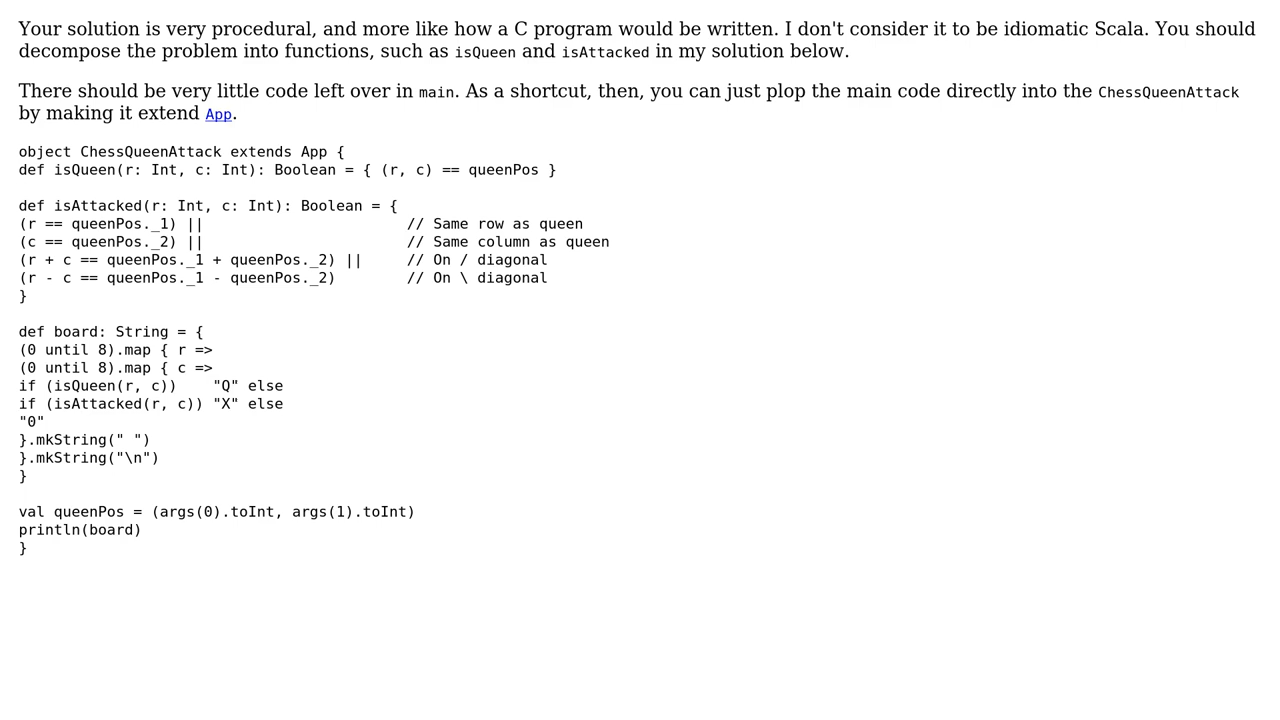 Your solution is very procedural, and more like how a C program would be written. I don't consider it to be idiomatic Scala. You should
decompose the problem into functions, such as isQueen and isAttacked in my solution below.
There should be very little code left over in main. As a shortcut, then, you can just plop the main code directly into the ChessQueenAttack
by making it extend App.
object ChessQueenAttack extends App {
def isQueen(r: Int, c: Int): Boolean = { (r, c) == queenPos }
def isAttacked(r: Int, c: Int): Boolean = {
(r == queenPos._1) ||                       // Same row as queen
(c == queenPos._2) ||                       // Same column as queen
(r + c == queenPos._1 + queenPos._2) ||     // On / diagonal
(r - c == queenPos._1 - queenPos._2)        // On \ diagonal
}
def board: String = {
(0 until 8).map { r =>
(0 until 8).map { c =>
if (isQueen(r, c))    "Q" else
if (isAttacked(r, c)) "X" else
"0"
}.mkString(" ")
}.mkString("\n")
}
val queenPos = (args(0).toInt, args(1).toInt)
println(board)
}